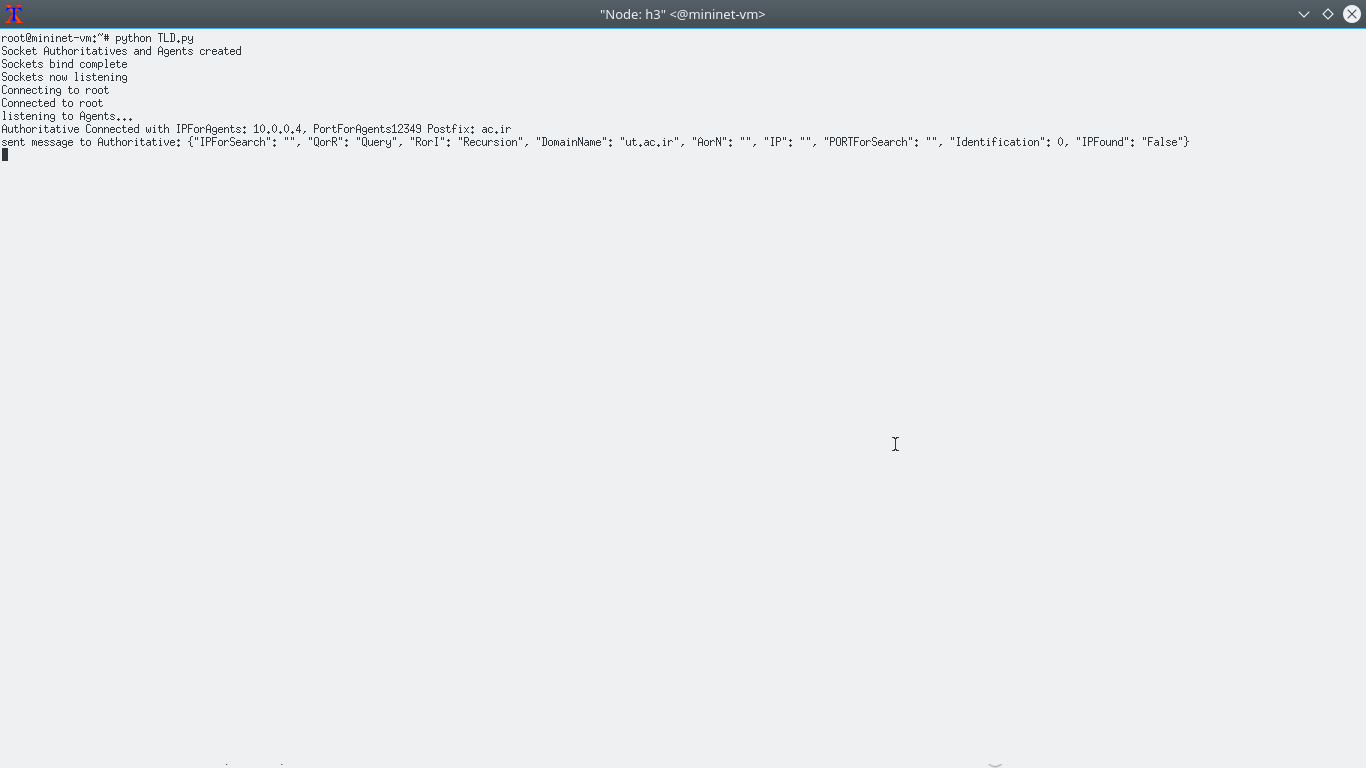 "Node: h3" <@mininet-vm>
root@mininet-vm:~# python TLD.py
Socket Authoritatives and Agents created
Sockets bind complete
Sockets now listening
Connecting to root
Connected to root
listening to Agents...
Authoritative Connected with IPForAgents: 10.0.0.4, PortForAgents12349 Postfix: ac.ir
sent message to Authoritative: {"IPForSearch": "", "QorR": "Query", "RorI": "Recursion", "DomainName": "ut.ac.ir", "AorN": "", "IP": "", "PORTForSearch": "", "Identification": 0, "IPFound": "False"}